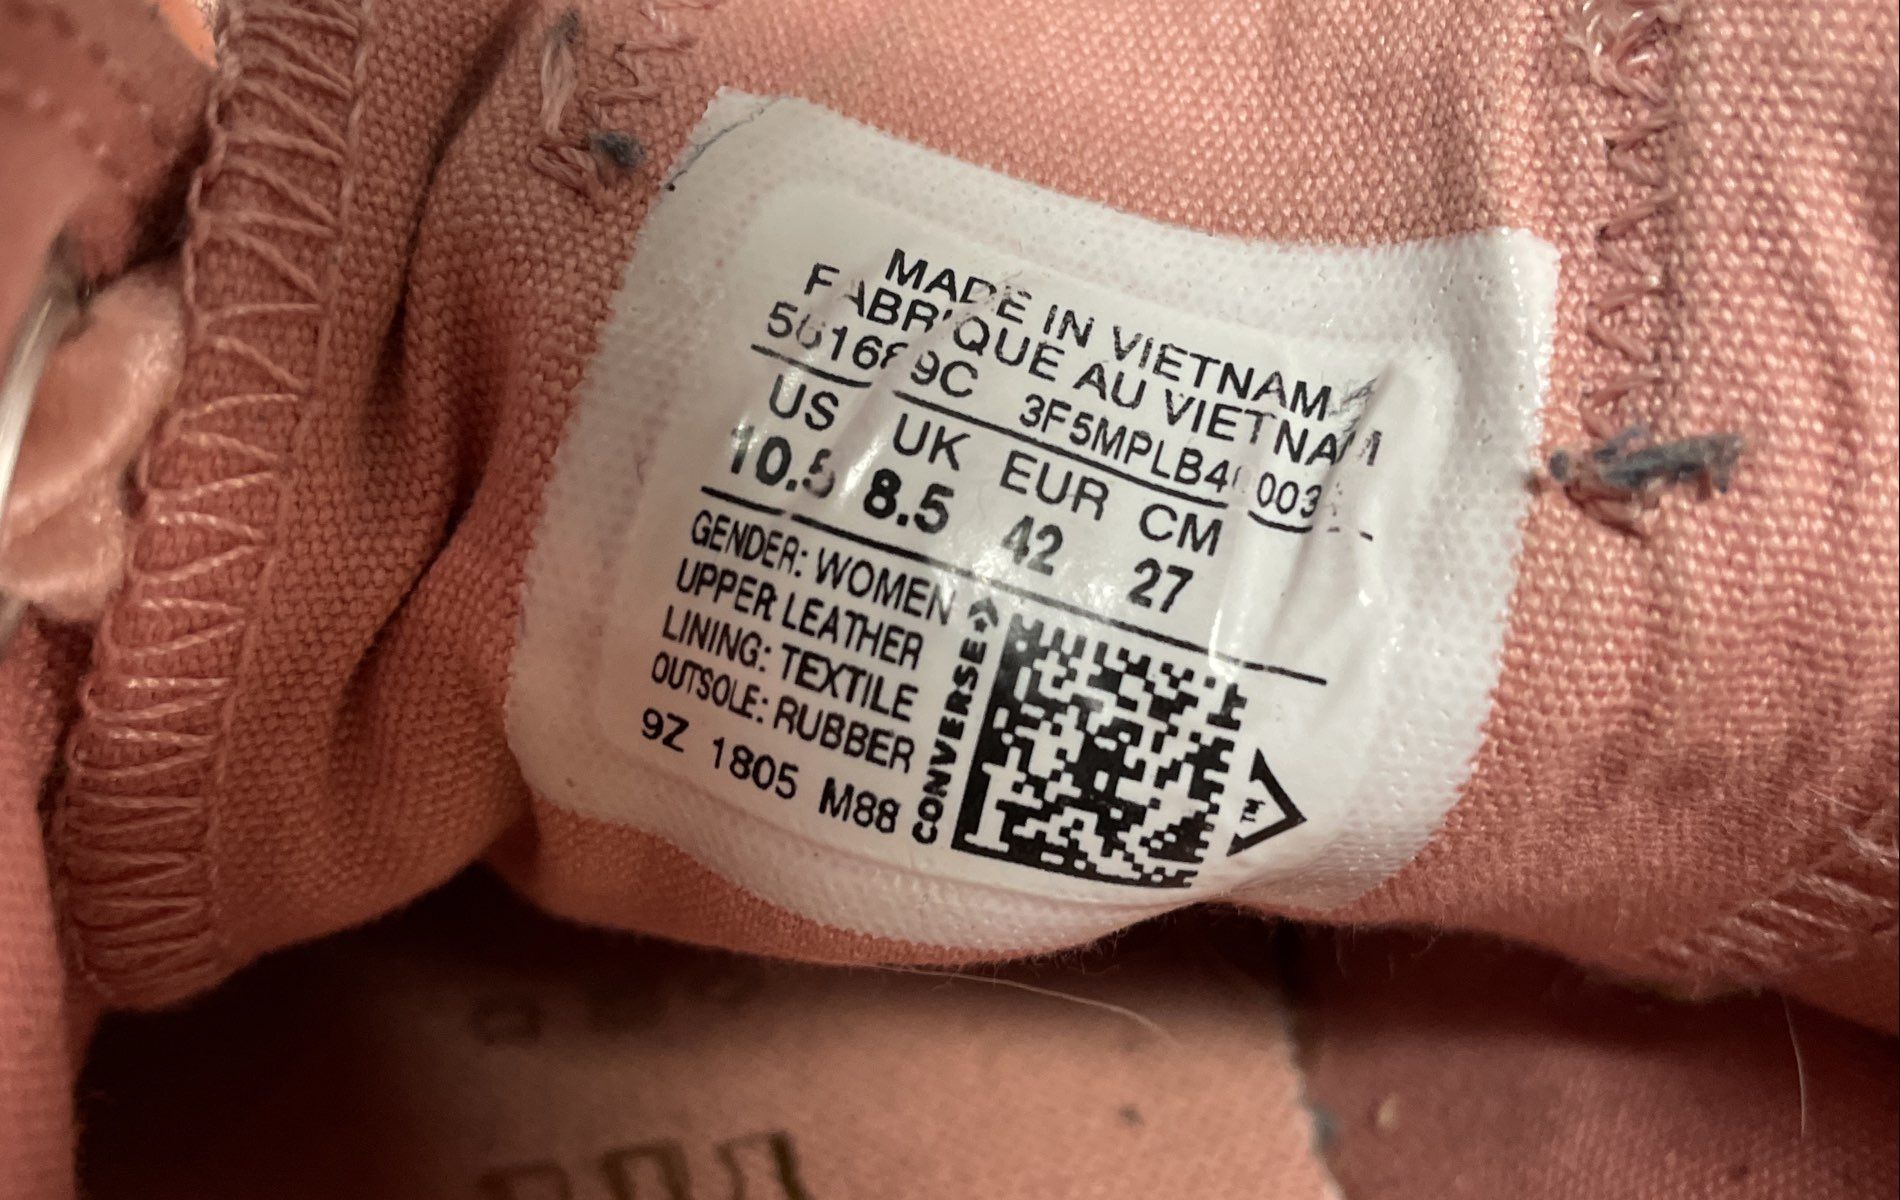 MADE IN VIETNAM
FABRIQUE AU VIETNAM
9C
US UK EUR CM
10.5 8.5 42 27
GENDER: WOMEN
UPPER LEATHER
LINING: TEXTILE
OUTSOLE: RUBBER
9Z 1805 M88
CONVERSE